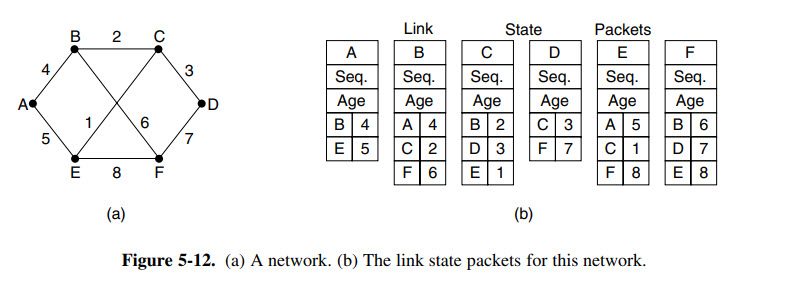 B 2 C
4 3
A D
1 6
5 7
E 8 F
(a)
Link State Packets
A B C D E F
Seq. Seq. Seq. Seq. Seq. Seq.
Age Age Age Age Age Age
B 4 A 4 B 2 C 3 A 5 B 6
E 5 C 2 D 3 F 7 C 1 D 7
F 6 E 1 F 8 E 8
(b)
Figure 5-12. (a) A network. (b) The link state packets for this network.